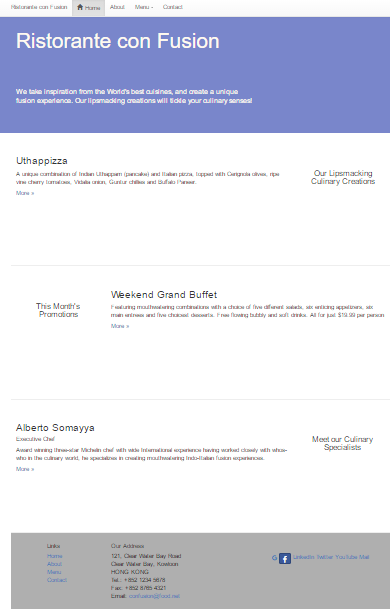 Ristorante con Fusion Home About Menu Contact
Ristorante con Fusion
We take inspiration from the World's best cuisines, and create a unique
fusion experience. Our lipsmacking creations will tickle your culinary senses!
Uthappizza
A unique combination of Indian Uthappam (pancake) and Italian pizza, topped with Cerignola olives, ripe
vine cherry tomatoes, Vidalia onion, Guntur chillies and Buffalo Paneer.
More »
Our Lipsmacking
Culinary Creations
This Month's
Promotions
Weekend Grand Buffet
Featuring mouthwatering combinations with a choice of five different salads, six enticing appetizers, six
main entrees and five choicest desserts. Free flowing bubbly and soft drinks. All for just $19.99 per person
More »
Alberto Somayya
Executive Chef
Award winning three-star Michelin chef with wide International experience having worked closely with whos-
who in the culinary world, he specializes in creating mouthwatering Indo-Italian fusion experiences.
More »
Meet our Culinary
Specialists
Links
Home
About
Menu
Contact
Our Address
121, Clear Water Bay Road
Clear Water Bay, Kowloon
HONG KONG
Tel.: +852 1234 5678
Fax: +852 8765 4321
Email: confusion@food.net
G f LinkedIn Twitter YouTube Mail